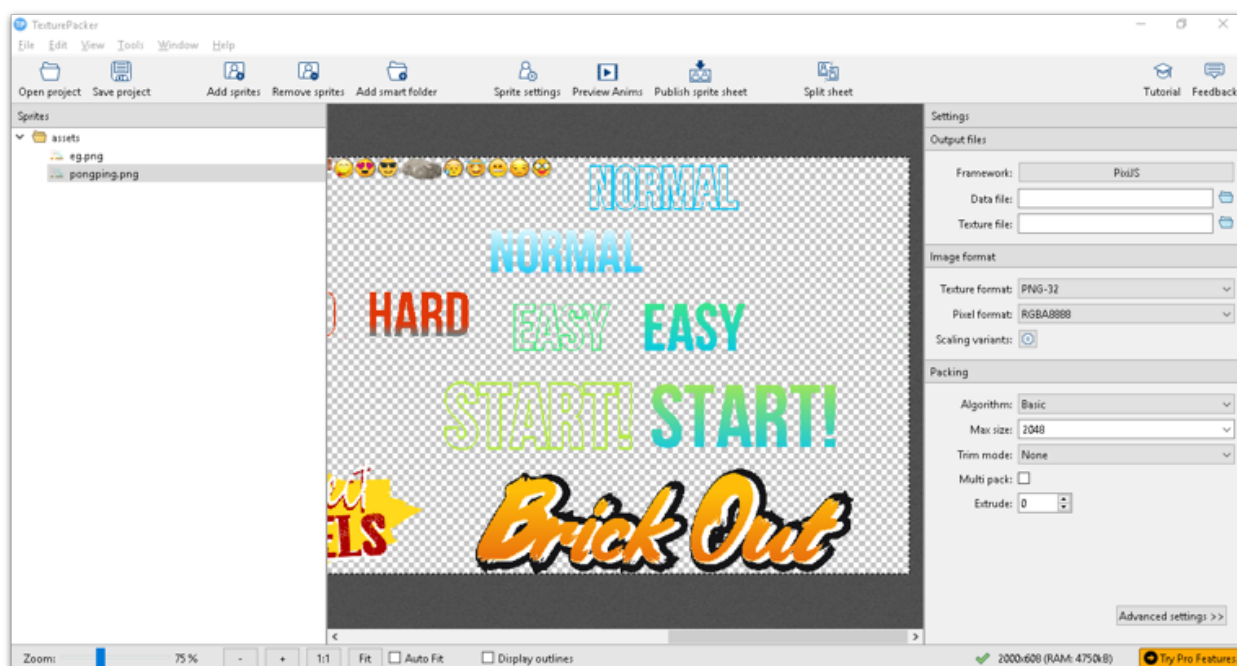 TexturePacker
File Edit View Tools Window Help
Open project Save project Add sprites Remove sprites Add smart folder Sprite settings Preview Anims Publish sprite sheet Split sheet Tutorial Feedback
Sprites
assets
eg.png
pongping.png
NORMAL
NORMAL
HARD EASY EASY
START! START!
Brick Out
Settings
Output files
Framework: PixiJS
Data file:
Texture file:
Image format
Texture format: PNG-32
Pixel format: RGBA8888
Scaling variants:
Packing
Algorithm: Basic
Max size: 2048
Trim mode: None
Multi pack:
Extrude: 0
Advanced settings >>
Zoom: 75 % - + 1:1 Fit Auto Fit Display outlines 2000x608 (RAM: 4750kB) Try Pro Features